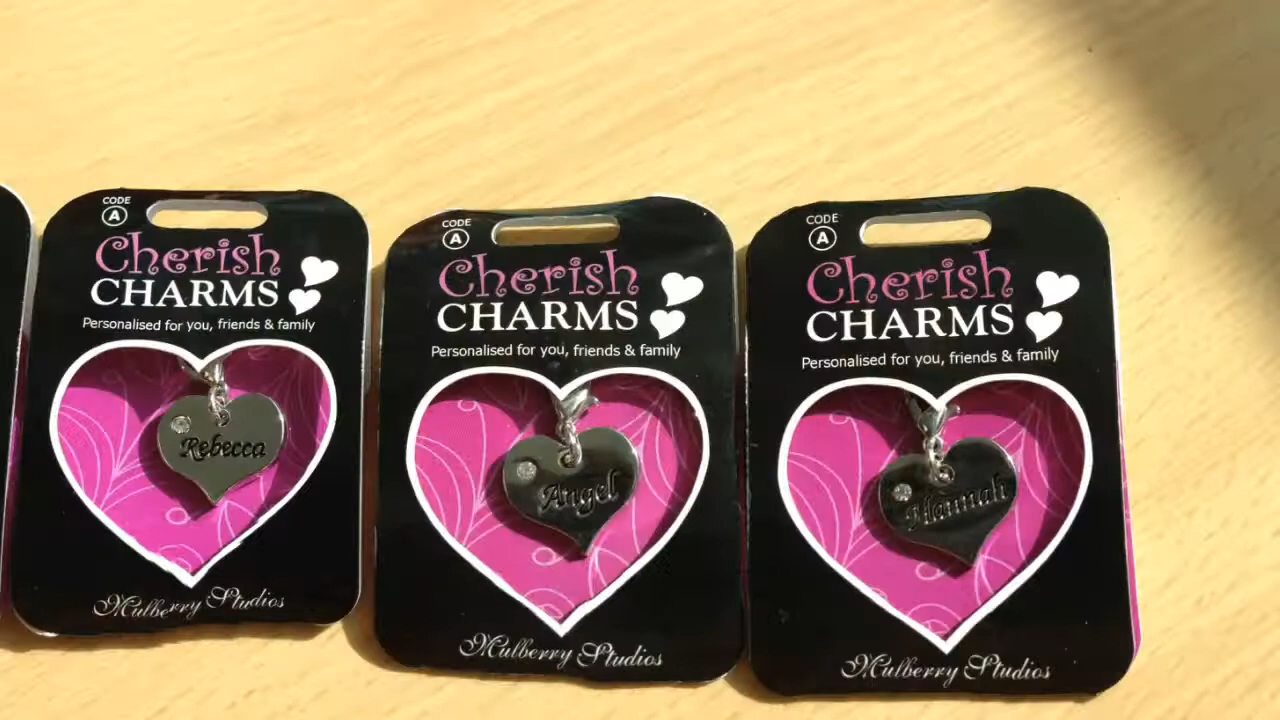 CODE
A
Cherish
CHARMS
Personalised for you, friends & family
Rebecca
Mulberry Studios
CODE
A
Cherish
CHARMS
Personalised for you, friends & family
Angel
Mulberry Studios
CODE
A
Cherish
CHARMS
Personalised for you, friends & family
Hannah
Mulberry Studios